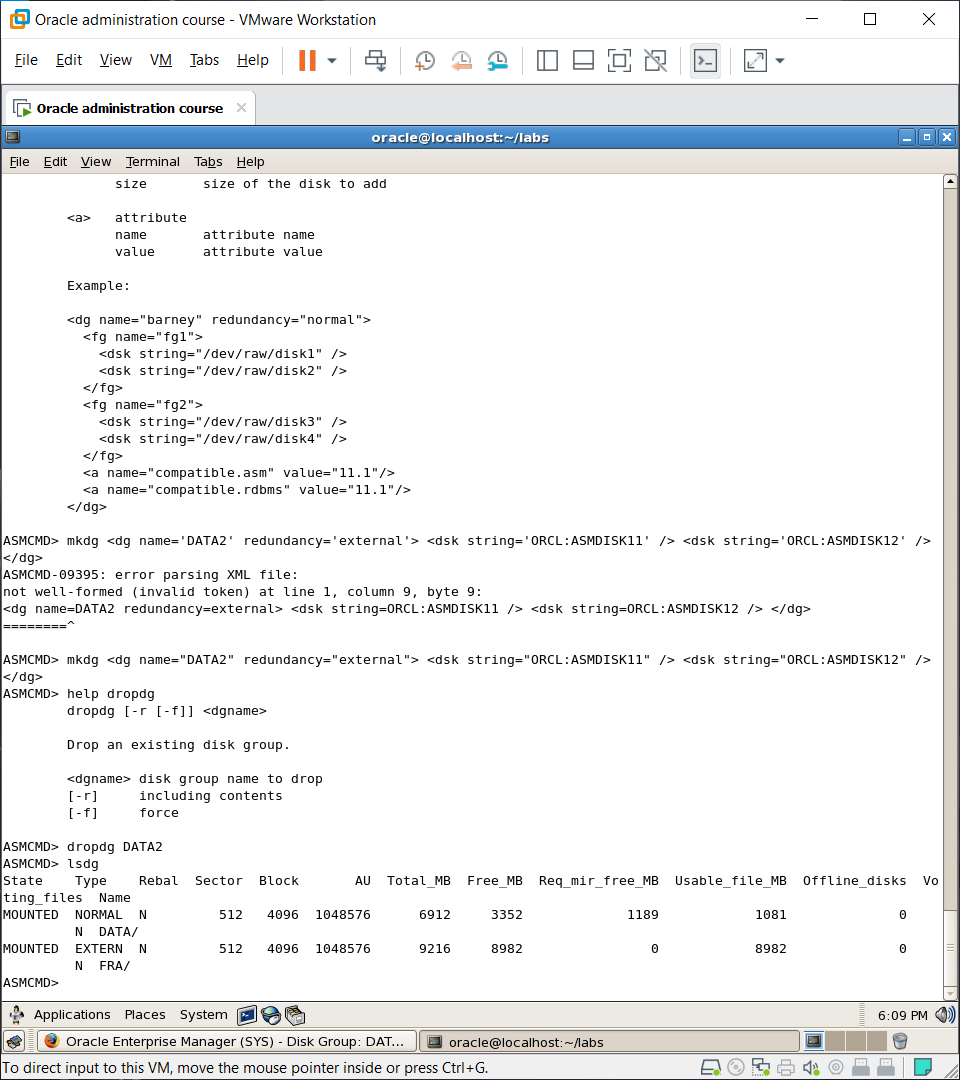 Oracle administration course - VMware Workstation
File Edit View VM Tabs Help
Oracle administration course
oracle@localhost:~/labs
File Edit View Terminal Tabs Help
size       size of the disk to add
<a>   attribute
name       attribute name
value      attribute value
Example:
<dg name="barney" redundancy="normal">
<fg name="fg1">
<dsk string="/dev/raw/disk1" />
<dsk string="/dev/raw/disk2" />
</fg>
<fg name="fg2">
<dsk string="/dev/raw/disk3" />
<dsk string="/dev/raw/disk4" />
</fg>
<a name="compatible.asm" value="11.1"/>
<a name="compatible.rdbms" value="11.1"/>
</dg>
ASMCMD> mkdg <dg name='DATA2' redundancy='external'> <dsk string='ORCL:ASMDISK11' /> <dsk string='ORCL:ASMDISK12' />
</dg>
ASMCMD-09395: error parsing XML file:
not well-formed (invalid token) at line 1, column 9, byte 9:
<dg name=DATA2 redundancy=external> <dsk string=ORCL:ASMDISK11 /> <dsk string=ORCL:ASMDISK12 /> </dg>
========^
ASMCMD> mkdg <dg name="DATA2" redundancy="external"> <dsk string="ORCL:ASMDISK11" /> <dsk string="ORCL:ASMDISK12" />
</dg>
ASMCMD> help dropdg
dropdg [-r [-f]] <dgname>
Drop an existing disk group.
<dgname> disk group name to drop
[-r]     including contents
[-f]     force
ASMCMD> dropdg DATA2
ASMCMD> lsdg
State    Type    Rebal  Sector  Block       AU  Total_MB  Free_MB  Req_mir_free_MB  Usable_file_MB  Offline_disks  Vo
ting_files  Name
MOUNTED  NORMAL  N         512   4096  1048576      6912     3352             1189            1081              0
N  DATA/
MOUNTED  EXTERN  N         512   4096  1048576      9216     8982                0            8982              0
N  FRA/
ASMCMD>
Applications Places System 6:09 PM
Oracle Enterprise Manager (SYS) - Disk Group: DAT... oracle@localhost:~/labs
To direct input to this VM, move the mouse pointer inside or press Ctrl+G.